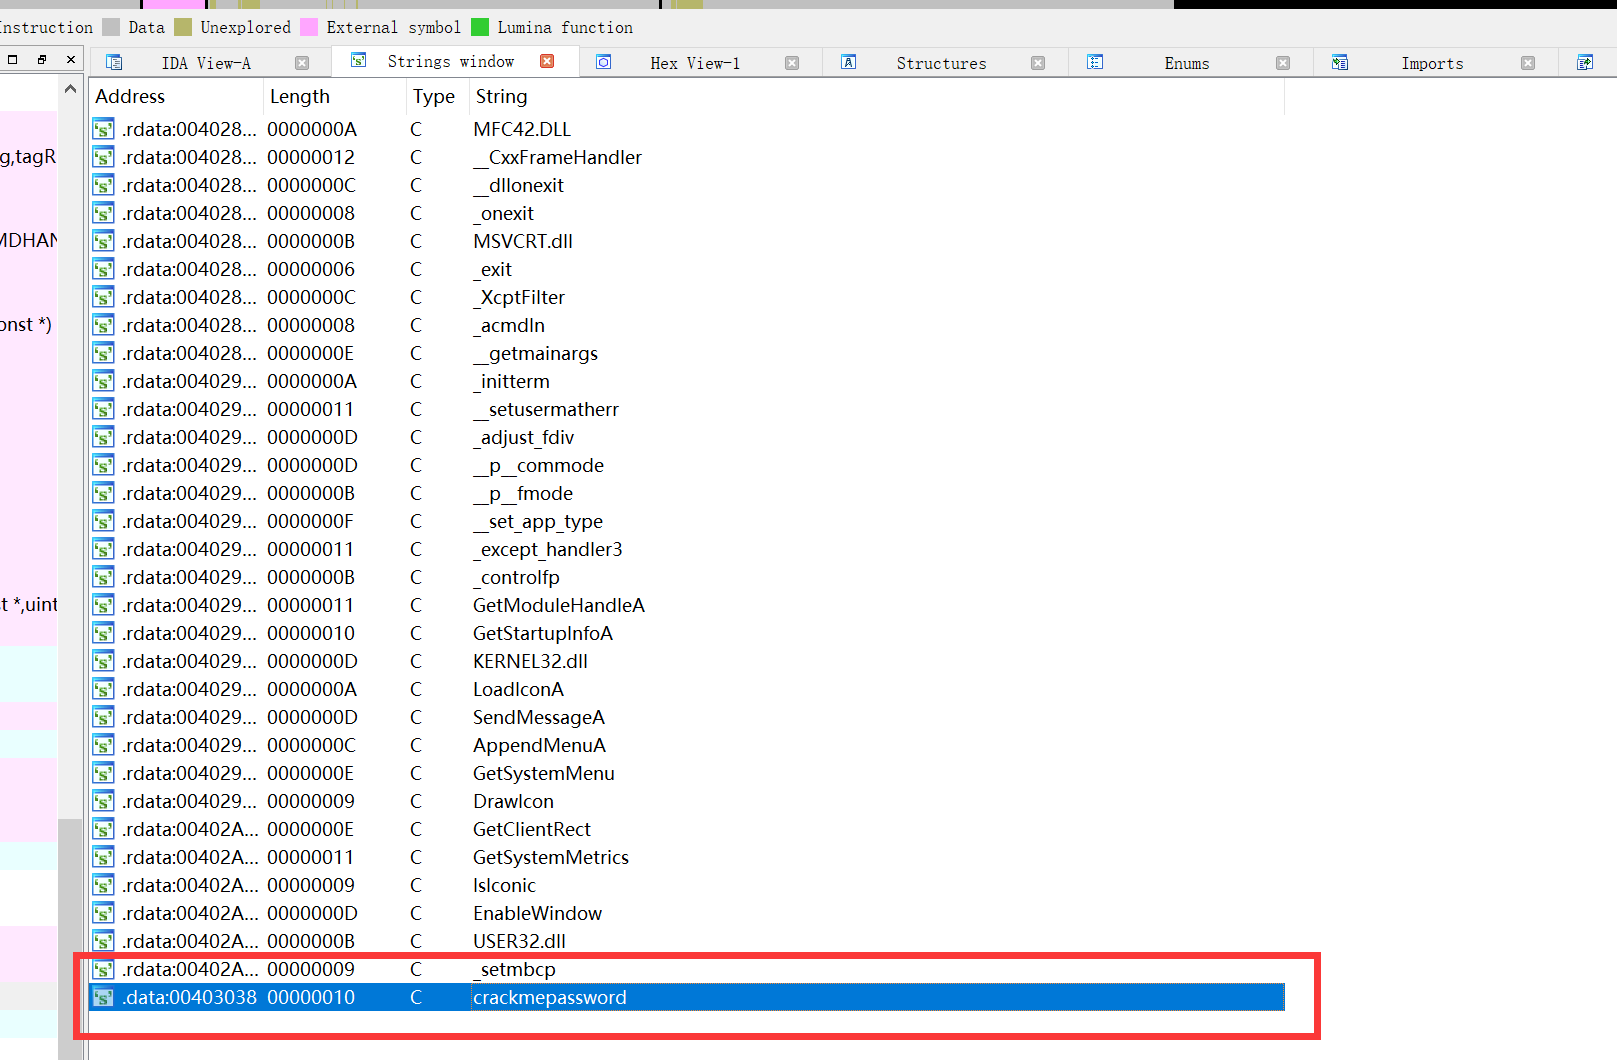 nstruction Data Unexplored External symbol Lumina function
IDA View-A Strings window Hex View-1 Structures Enums Imports
Address Length Type String
.rdata:004028... 0000000A C MFC42.DLL
g,tagR .rdata:004028... 00000012 C __CxxFrameHandler
.rdata:004028... 0000000C C __dllonexit
.rdata:004028... 00000008 C _onexit
MDHAN .rdata:004028... 0000000B C MSVCRT.dll
.rdata:004028... 00000006 C _exit
.rdata:004028... 0000000C C _XcptFilter
onst *) .rdata:004028... 00000008 C _acmdln
.rdata:004028... 0000000E C __getmainargs
.rdata:004029... 0000000A C _initterm
.rdata:004029... 00000011 C __setusermatherr
.rdata:004029... 0000000D C _adjust_fdiv
.rdata:004029... 0000000D C __p__commode
.rdata:004029... 0000000B C __p__fmode
.rdata:004029... 0000000F C __set_app_type
.rdata:004029... 00000011 C _except_handler3
.rdata:004029... 0000000B C _controlfp
t *,uint .rdata:004029... 00000011 C GetModuleHandleA
.rdata:004029... 00000010 C GetStartupInfoA
.rdata:004029... 0000000D C KERNEL32.dll
.rdata:004029... 0000000A C LoadIconA
.rdata:004029... 0000000D C SendMessageA
.rdata:004029... 0000000C C AppendMenuA
.rdata:004029... 0000000E C GetSystemMenu
.rdata:004029... 00000009 C DrawIcon
.rdata:00402A... 0000000E C GetClientRect
.rdata:00402A... 00000011 C GetSystemMetrics
.rdata:00402A... 00000009 C IsIconic
.rdata:00402A... 0000000D C EnableWindow
.rdata:00402A... 0000000B C USER32.dll
.rdata:00402A... 00000009 C _setmbcp
.data:00403038 00000010 C crackmepassword